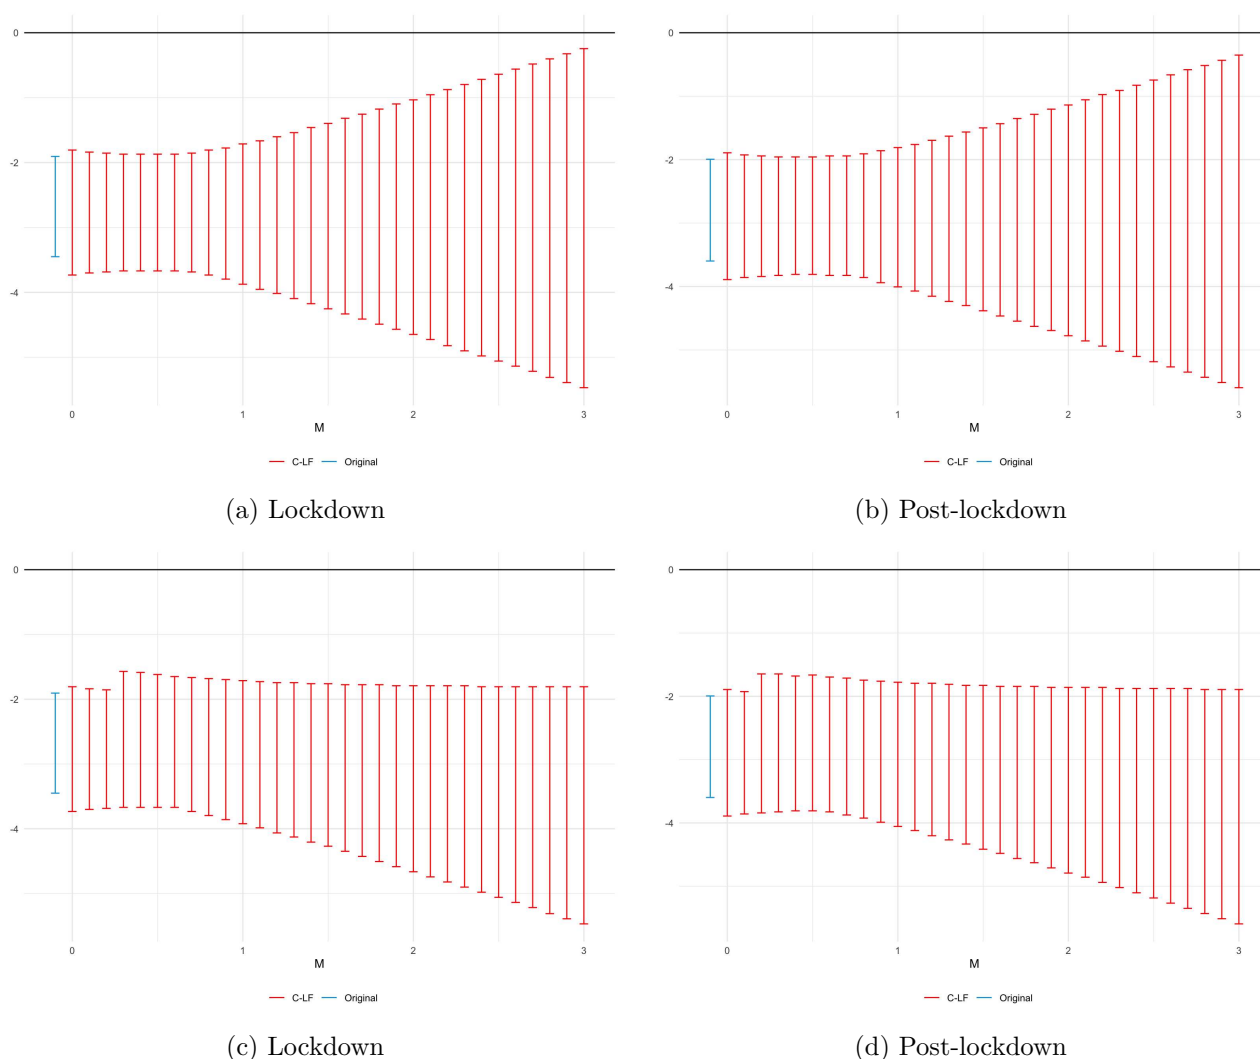 0
-2
-4
0 1 2 3
M
C-LF Original
(a) Lockdown
0
-2
-4
0 1 2 3
M
C-LF Original
(b) Post-lockdown
0
-2
-4
0 1 2 3
M
C-LF Original
(c) Lockdown
0
-2
-4
0 1 2 3
M
C-LF Original
(d) Post-lockdown